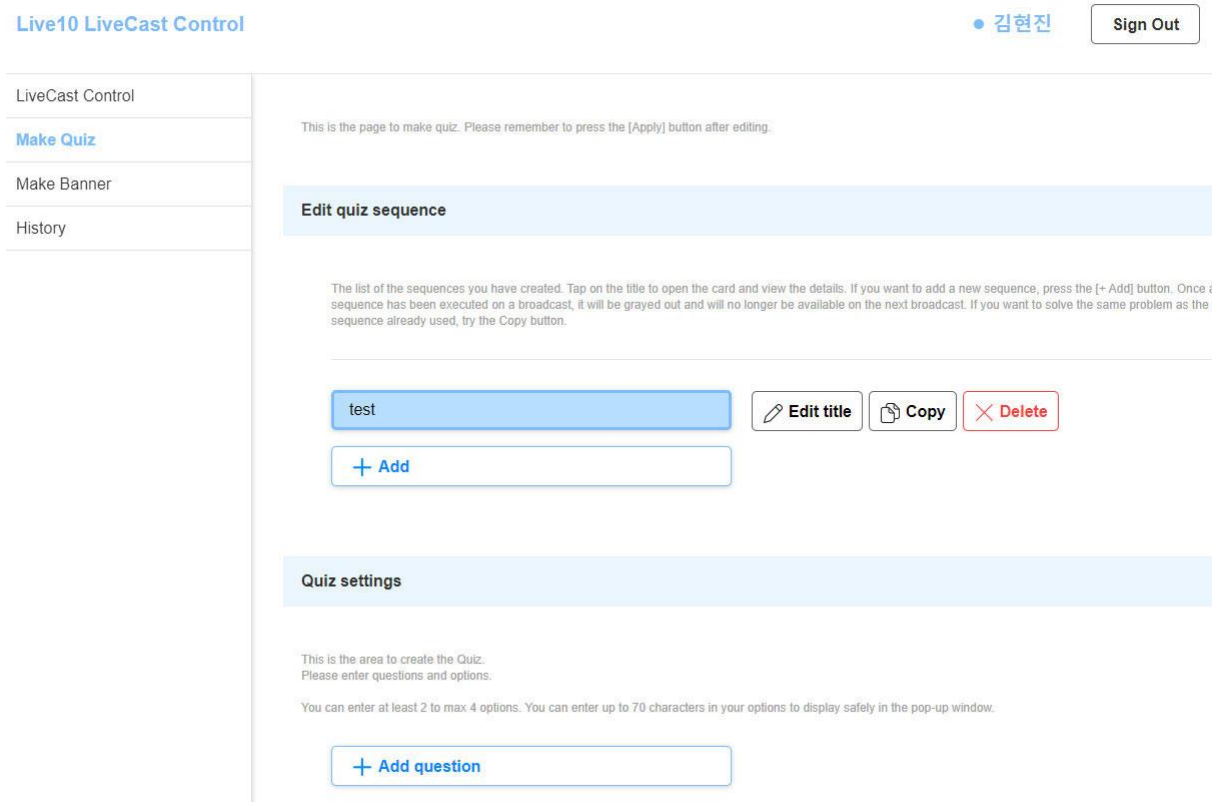 Live10 LiveCast Control
김현진
Sign Out
LiveCast Control
Make Quiz
Make Banner
History
This is the page to make quiz. Please remember to press the [Apply] button after editing.
Edit quiz sequence
The list of the sequences you have created. Tap on the title to open the card and view the details. If you want to add a new sequence, press the [+ Add] button. Once a
sequence has been executed on a broadcast, it will be grayed out and will no longer be available on the next broadcast. If you want to solve the same problem as the
sequence already used, try the Copy button.
test
Edit title
Copy
Delete
+ Add
Quiz settings
This is the area to create the Quiz.
Please enter questions and options.
You can enter at least 2 to max 4 options. You can enter up to 70 characters in your options to display safely in the pop-up window.
+ Add question